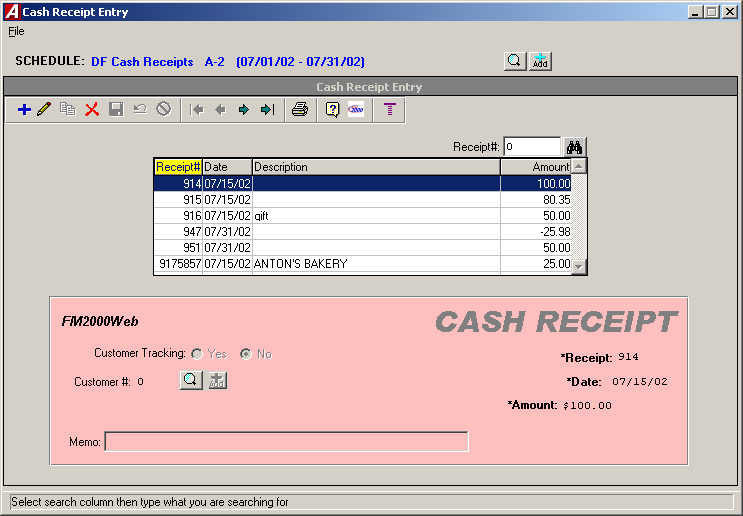 A Cash Receipt Entry
File
SCHEDULE: DF Cash Receipts A-2 (07/01/02 - 07/31/02)
Add
Cash Receipt Entry
? 2000
Receipt#: 0
Receipt# Date Description Amount
914 07/15/02 100.00
915 07/15/02 80.35
916 07/15/02 gift 50.00
947 07/31/02 -25.98
951 07/31/02 50.00
9175857 07/15/02 ANTON'S BAKERY 25.00
FM2000Web
CASH RECEIPT
Customer Tracking: Yes No
*Receipt: 914
Customer #: 0 Add
*Date: 07/15/02
*Amount: $100.00
Memo:
Select search column then type what you are searching for